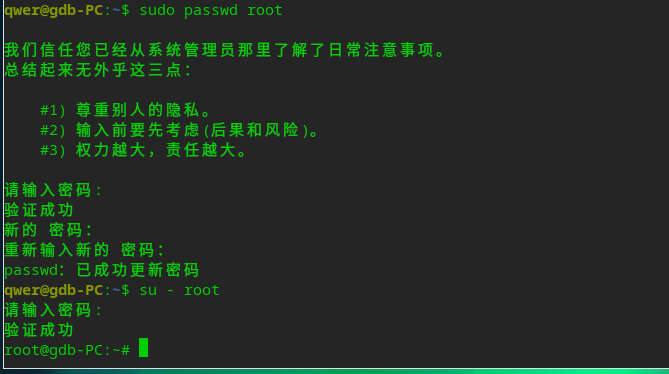 qwer@gdb-PC:~$ sudo passwd root
我们信任您已经从系统管理员那里了解了日常注意事项。
总结起来无外乎这三点：
#1) 尊重别人的隐私。
#2) 输入前要先考虑(后果和风险)。
#3) 权力越大，责任越大。
请输入密码：
验证成功
新的 密码：
重新输入新的 密码：
passwd：已成功更新密码
qwer@gdb-PC:~$ su - root
请输入密码：
验证成功
root@gdb-PC:~#